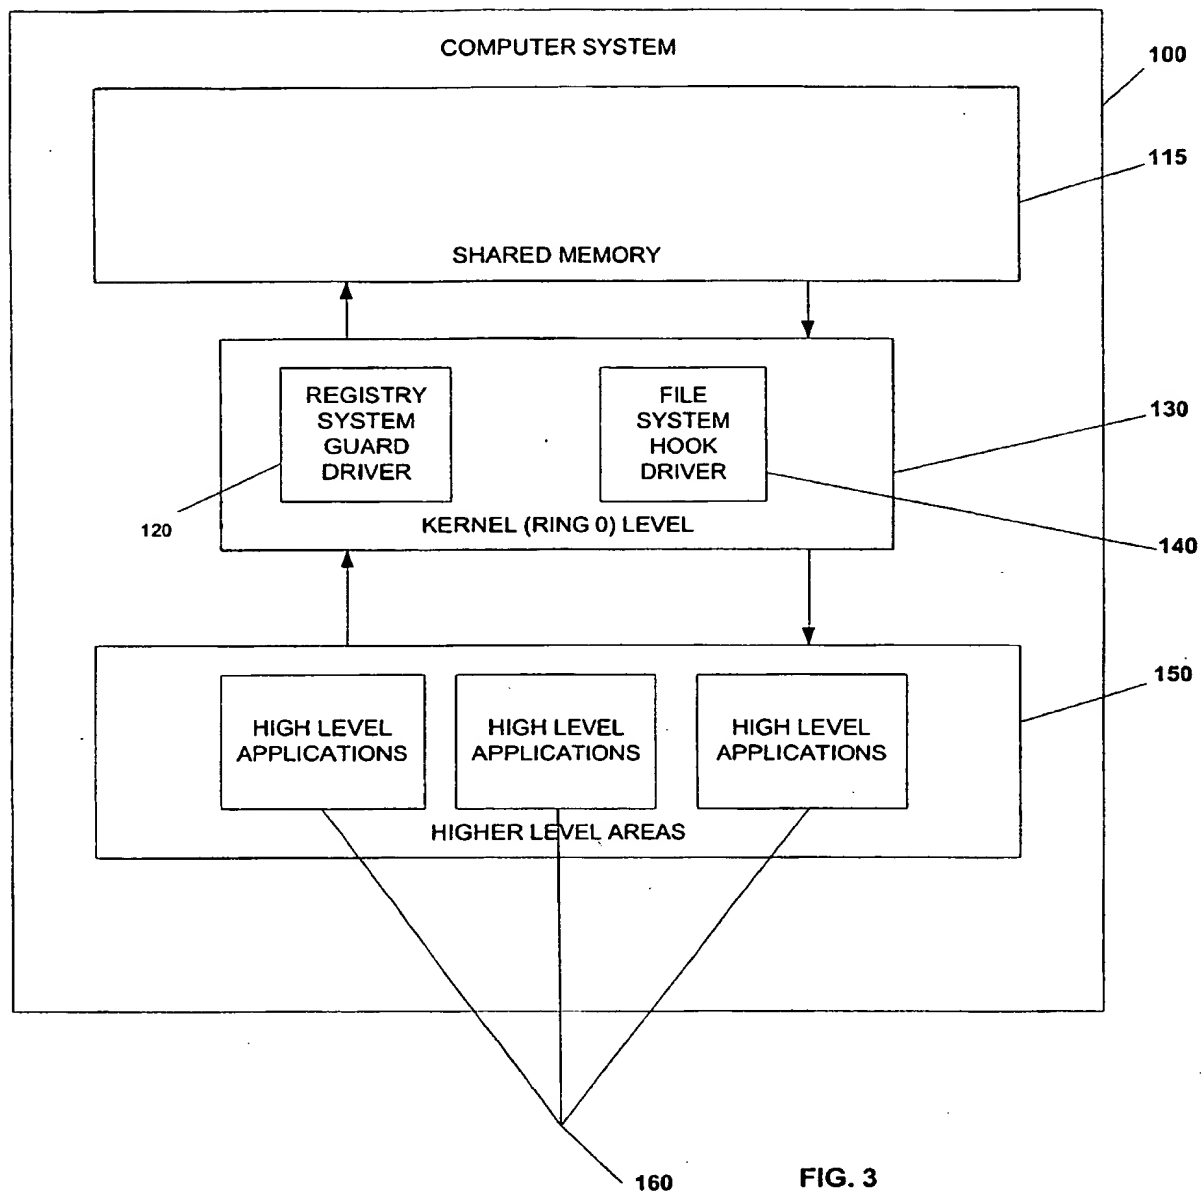 COMPUTER SYSTEM
100
115
SHARED MEMORY
REGISTRY
SYSTEM
GUARD
DRIVER
FILE
SYSTEM
HOOK
DRIVER
130
120
KERNEL (RING 0) LEVEL
140
150
HIGH LEVEL
APPLICATIONS
HIGH LEVEL
APPLICATIONS
HIGH LEVEL
APPLICATIONS
HIGHER LEVEL AREAS
160
FIG. 3